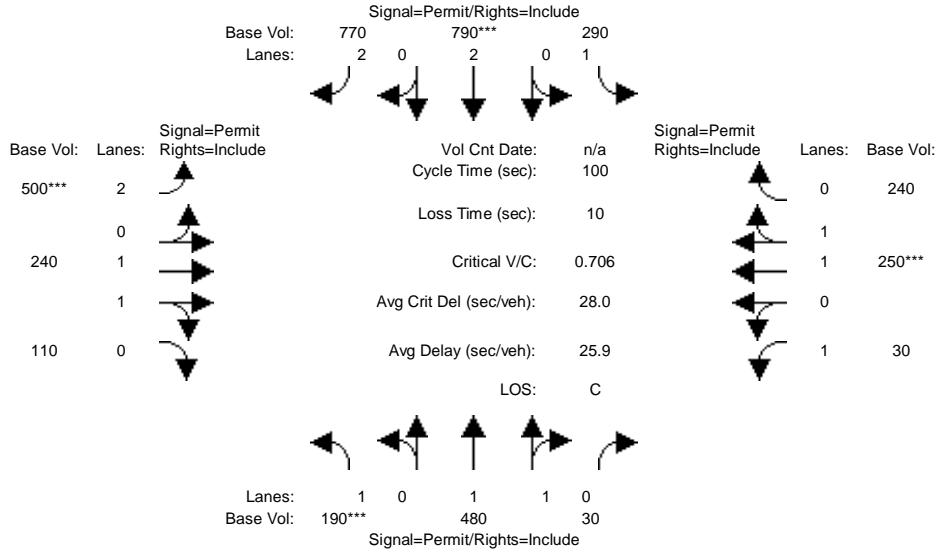 Signal=Permit/Rights=Include
Base Vol: 770 790*** 290
Lanes: 2 0 2 0 1
Signal=Permit Signal=Permit
Base Vol: Lanes: Rights=Include Vol Cnt Date: n/a Rights=Include Lanes: Base Vol:
Cycle Time (sec): 100
500*** 2 0 240
Loss Time (sec): 10
0 1
240 1 Critical V/C: 0.706 1 250***
1 Avg Crit Del (sec/veh): 28.0 0
110 0 Avg Delay (sec/veh): 25.9 1 30
LOS: C
Lanes: 1 0 1 1 0
Base Vol: 190*** 480 30
Signal=Permit/Rights=Include